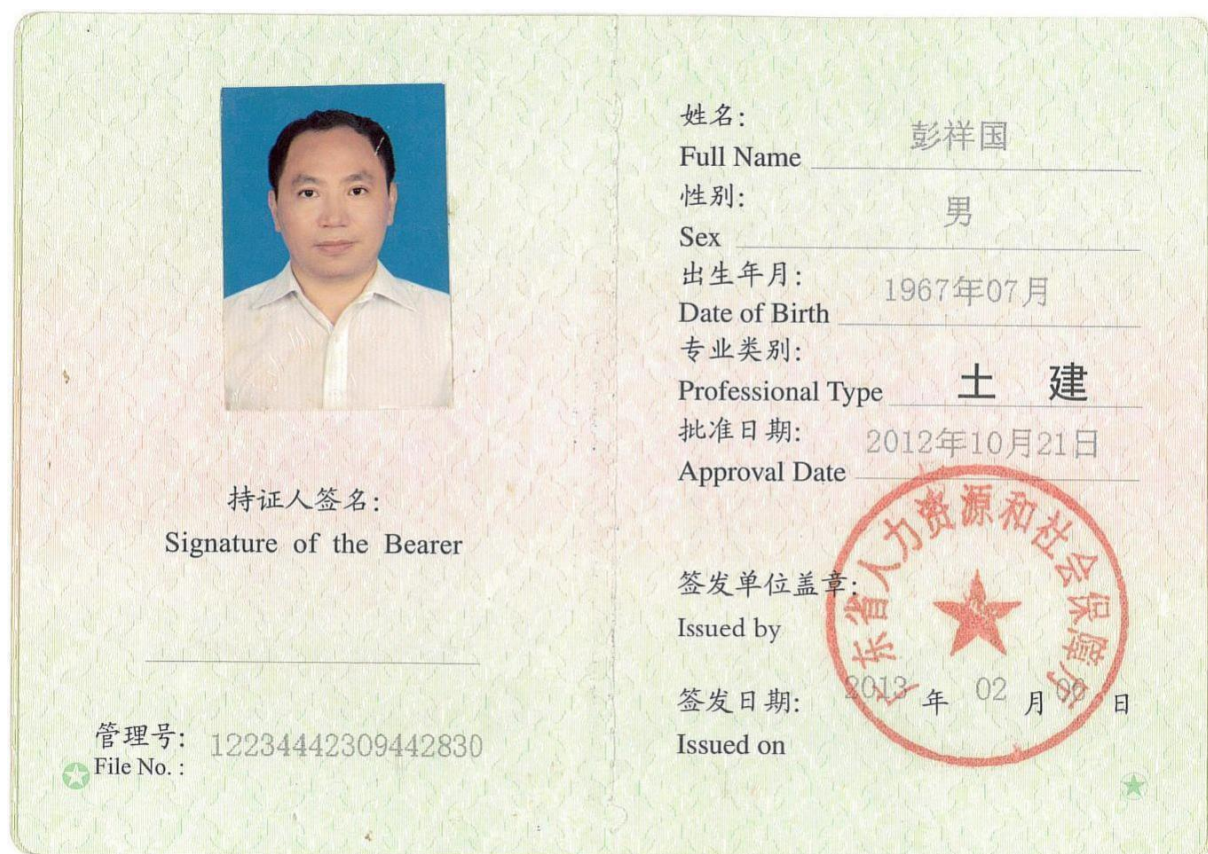 持证人签名:
Signature of the Bearer
管理号: 12234442309442830
File No. :
姓名: 彭祥国
Full Name
性别: 男
Sex
出生年月: 1967年07月
Date of Birth
专业类别:
Professional Type 土 建
批准日期: 2012年10月21日
Approval Date
签发单位盖章:
Issued by
广东省人力资源和社会保障厅
签发日期: 2013 年 02 月 日
Issued on